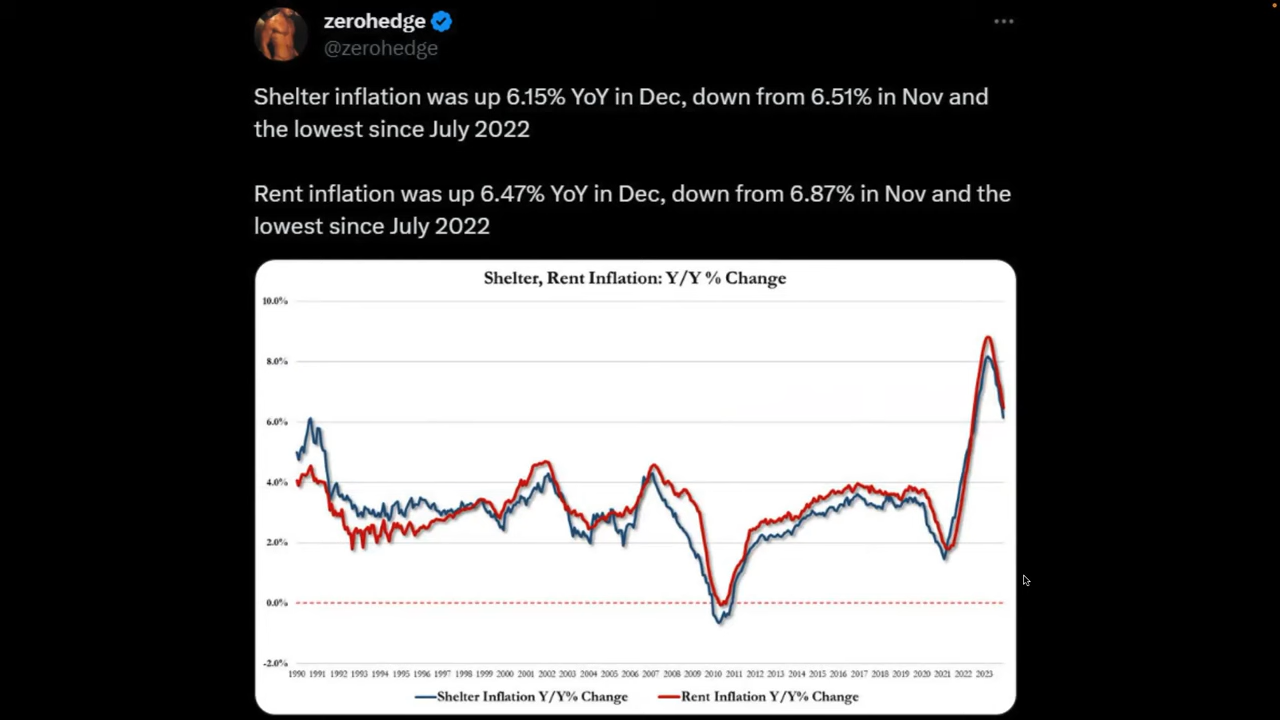 zerohedge
@zerohedge
Shelter inflation was up 6.15% YoY in Dec, down from 6.51% in Nov and
the lowest since July 2022
Rent inflation was up 6.47% YoY in Dec, down from 6.87% in Nov and the
lowest since July 2022
Shelter, Rent Inflation: Y/Y % Change
10.0%
8.0%
6.0%
4.0%
2.0%
0.0%
-2.0%
1990 1991 1992 1993 1994 1995 1996 1997 1998 1999 2000 2001 2002 2003 2004 2005 2006 2007 2008 2009 2010 2011 2012 2013 2014 2015 2016 2017 2018 2019 2020 2021 2022 2023
Shelter Inflation Y/Y% Change Rent Inflation Y/Y% Change